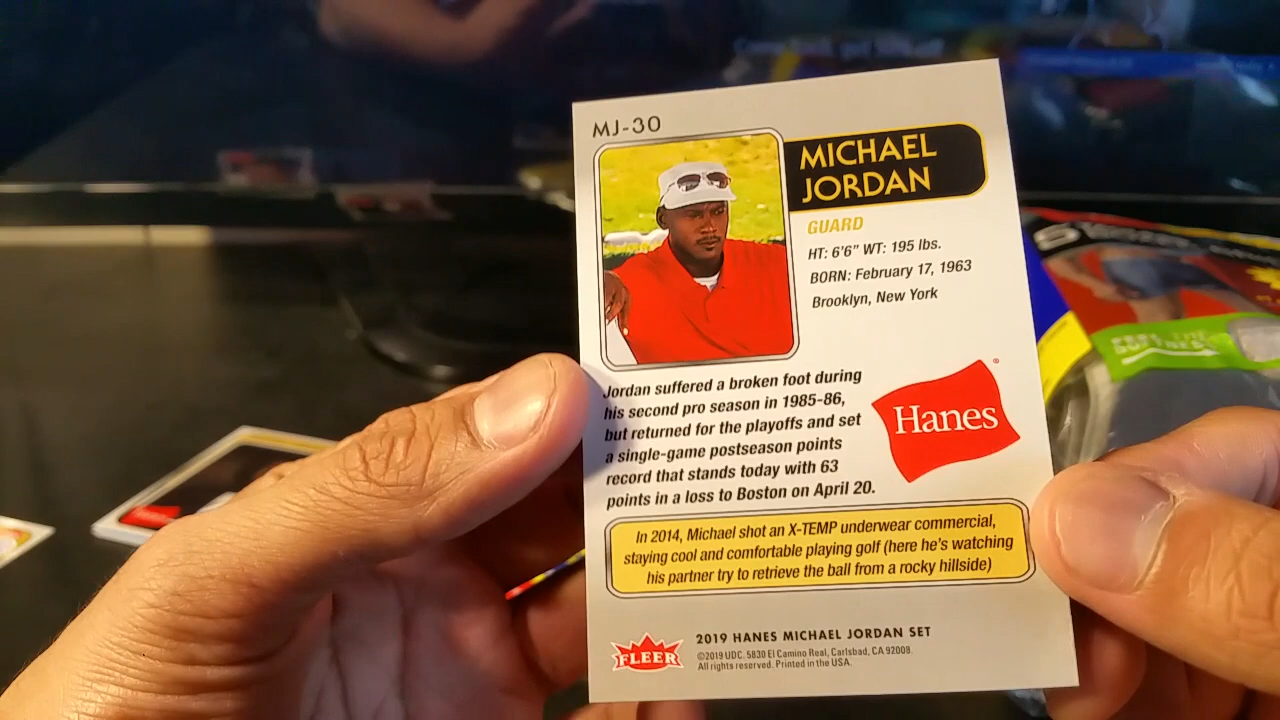 MJ-30
MICHAEL
JORDAN
GUARD
HT: 6'6" WT: 195 lbs.
BORN: February 17, 1963
Brooklyn, New York
Jordan suffered a broken foot during
his second pro season in 1985-86,
but returned for the playoffs and set
a single-game postseason points
record that stands today with 63
points in a loss to Boston on April 20.
Hanes®
In 2014, Michael shot an X-TEMP underwear commercial,
staying cool and comfortable playing golf (here he's watching
his partner try to retrieve the ball from a rocky hillside)
FLEER
2019 HANES MICHAEL JORDAN SET
©2019 UDC. 5830 El Camino Real, Carlsbad, CA 92008.
All rights reserved. Printed in the USA.